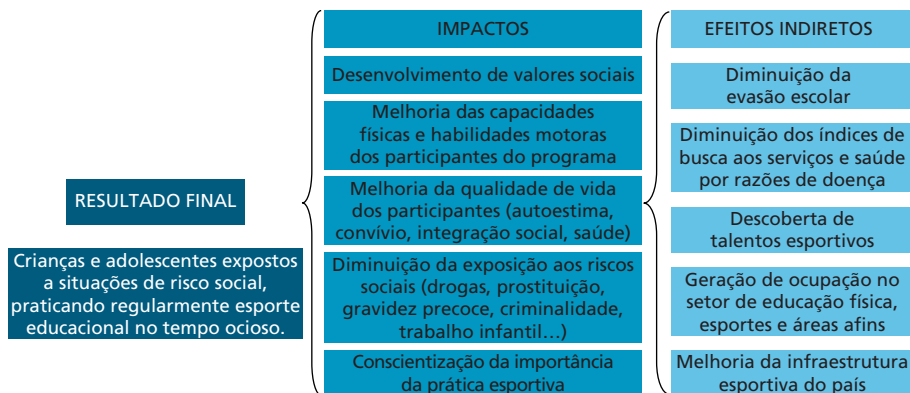 RESULTADO FINAL
Crianças e adolescentes expostos
a situações de risco social,
praticando regularmente esporte
educacional no tempo ocioso.
IMPACTOS
Desenvolvimento de valores sociais
Melhoria das capacidades
físicas e habilidades motoras
dos participantes do programa
Melhoria da qualidade de vida
dos participantes (autoestima,
convívio, integração social, saúde)
Diminuição da exposição aos riscos
sociais (drogas, prostituição,
gravidez precoce, criminalidade,
trabalho infantil...)
Conscientização da importância
da prática esportiva
EFEITOS INDIRETOS
Diminuição da
evasão escolar
Diminuição dos índices de
busca aos serviços e saúde
por razões de doença
Descoberta de
talentos esportivos
Geração de ocupação no
setor de educação física,
esportes e áreas afins
Melhoria da infraestrutura
esportiva do país